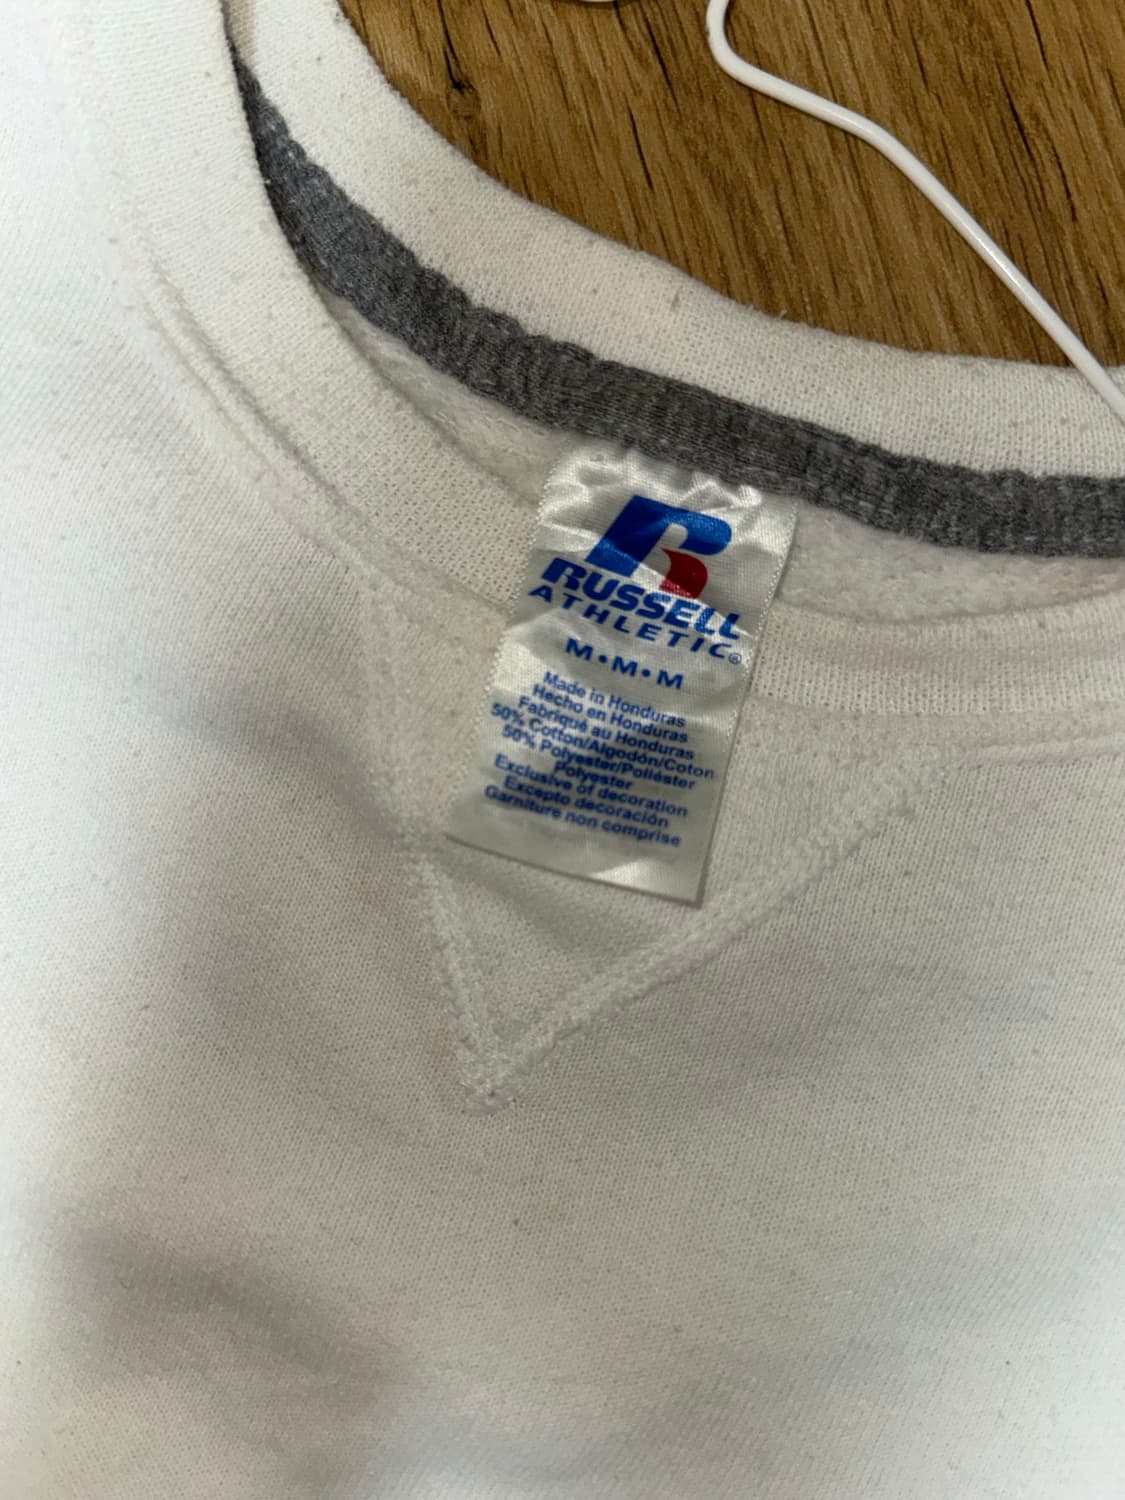 RUSSELL
ATHLETIC®
M•M•M
Made in Honduras
Hecho en Honduras
Fabriqué au Honduras
50% Cotton/Algodón/Coton
50% Polyester/Poliéster
Polyester
Exclusive of decoration
Excepto decoración
Garniture non comprise